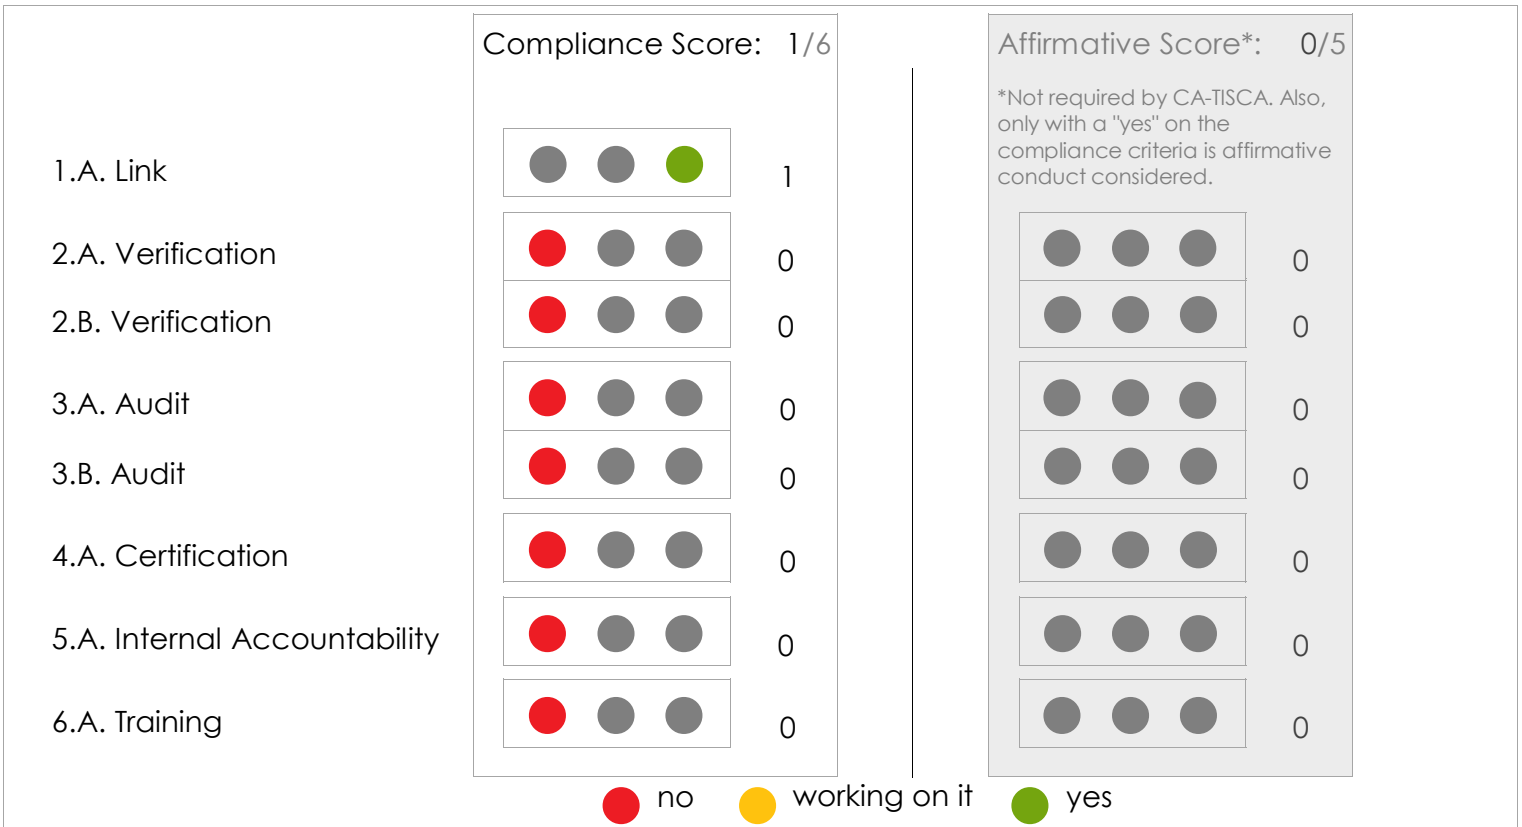 Compliance Score: 1/6
Affirmative Score*: 0/5
*Not required by CA-TISCA. Also,
only with a "yes" on the
compliance criteria is affirmative
conduct considered.
1.A. Link 1
2.A. Verification 0 0
2.B. Verification 0 0
3.A. Audit 0 0
3.B. Audit 0 0
4.A. Certification 0 0
5.A. Internal Accountability 0 0
6.A. Training 0 0
no working on it yes